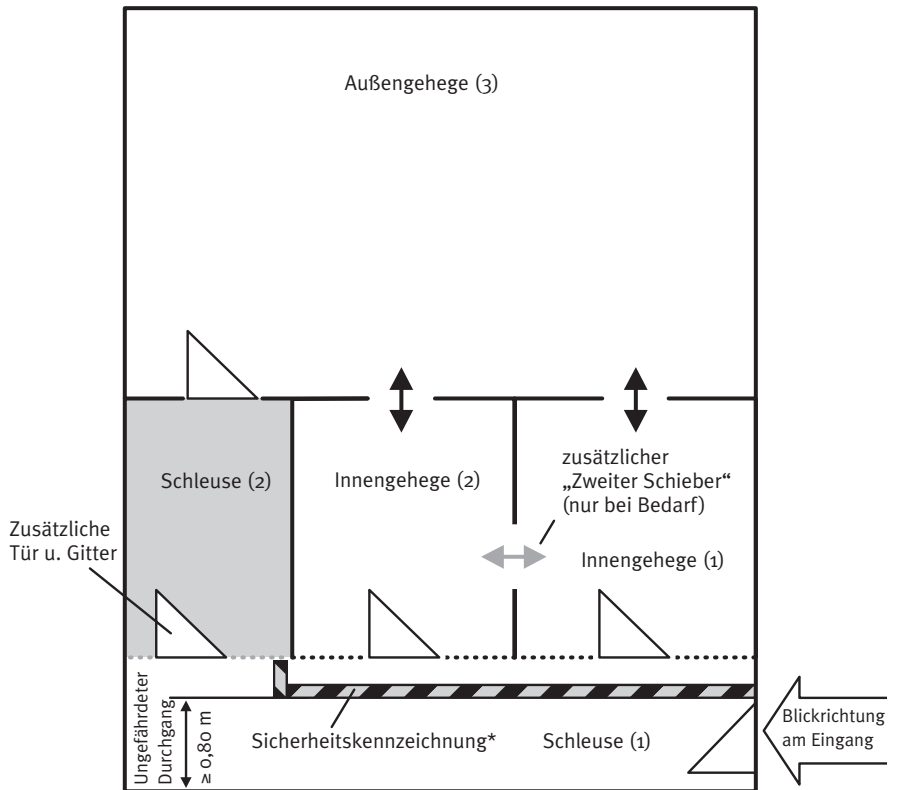 Außengehege (3)
Schleuse (2)
Innengehege (2)
zusätzlicher
„Zweiter Schieber“
(nur bei Bedarf)
Zusätzliche
Tür u. Gitter
Innengehege (1)
Ungefährdeter
Durchgang
≥ 0,80 m
Sicherheitskennzeichnung*
Schleuse (1)
Blickrichtung
am Eingang